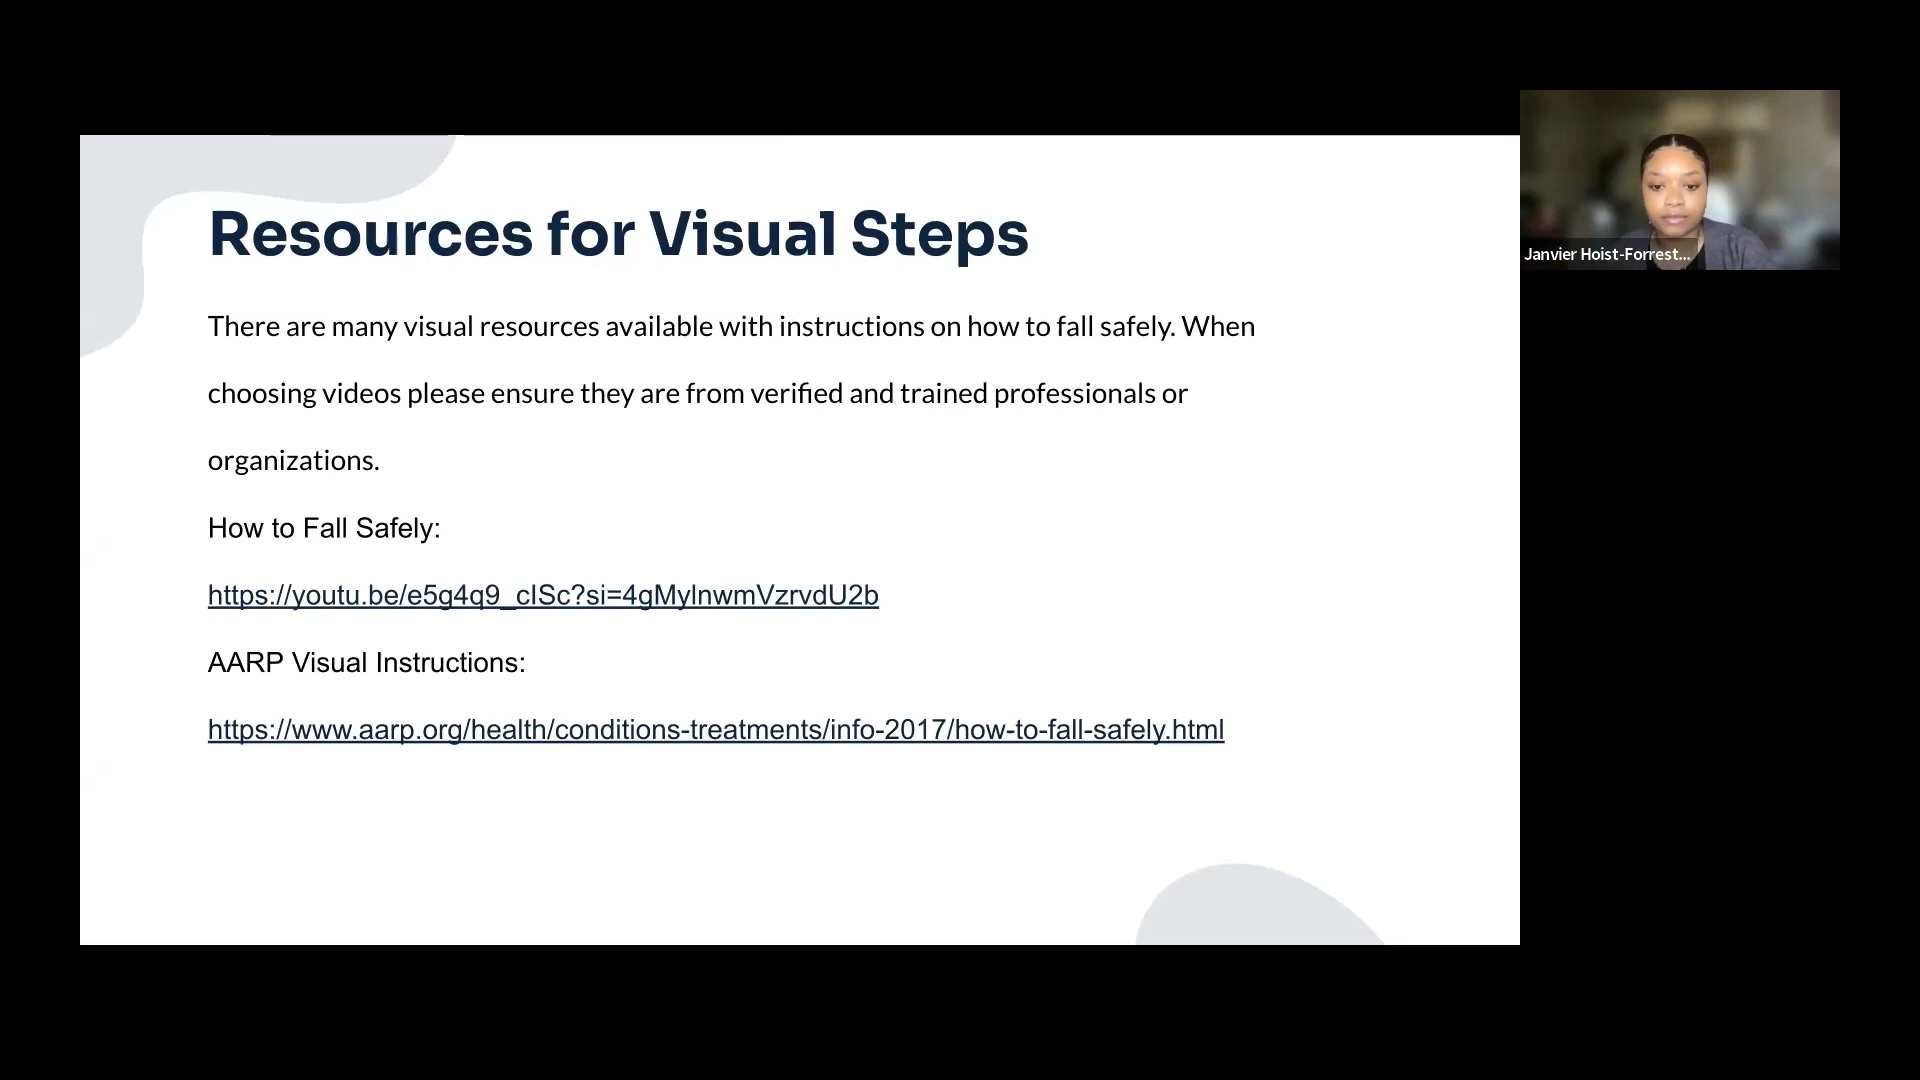 Resources for Visual Steps
There are many visual resources available with instructions on how to fall safely. When
choosing videos please ensure they are from verified and trained professionals or
organizations.
How to Fall Safely:
https://youtu.be/e5g4q9_cISc?si=4gMylnwmVzrvdU2b
AARP Visual Instructions:
https://www.aarp.org/health/conditions-treatments/info-2017/how-to-fall-safely.html
Janvier Hoist-Forrest...